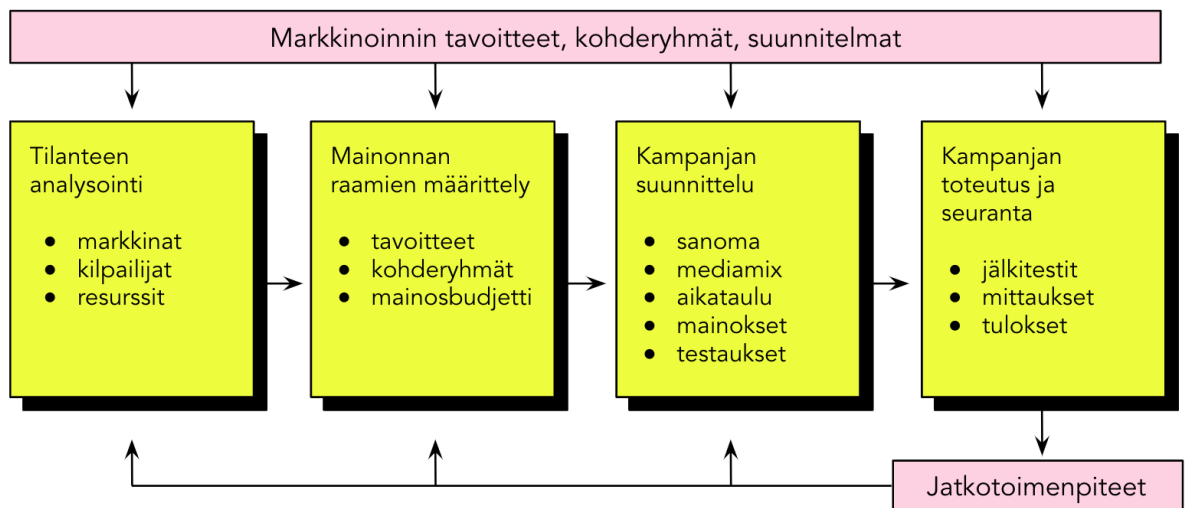 Markkinoinnin tavoitteet, kohderyhmät, suunnitelmat
Tilanteen
analysointi
● markkinat
● kilpailijat
● resurssit
Mainonnan
raamien määrittely
● tavoitteet
● kohderyhmät
● mainosbudjetti
Kampanjan
suunnittelu
● sanoma
● mediamix
● aikataulu
● mainokset
● testaukset
Kampanjan
toteutus ja
seuranta
● jälkitestit
● mittaukset
● tulokset
Jatkotoimenpiteet